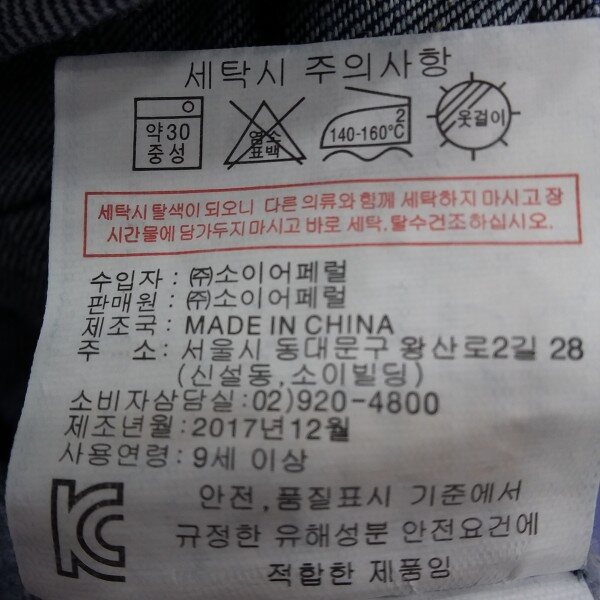 세탁시 주의사항
약30
중성
염소
표백
2
140-160°C
옷걸이
세탁시 탈색이 되오니 다른 의류와 함께 세탁하지 마시고 장
시간물에 담가두지 마시고 바로 세탁, 탈수건조하십시오.
수입자 : ㈜소이어페럴
판매원 : ㈜소이어페럴
제조국 : MADE IN CHINA
주 소: 서울시 동대문구 왕산로2길 28
(신설동,소이빌딩)
소비자상담실:02)920-4800
제조년월:2017년12월
사용연령:9세 이상
안전,품질표시 기준에서
규정한 유해성분 안전요건에
적합한 제품임